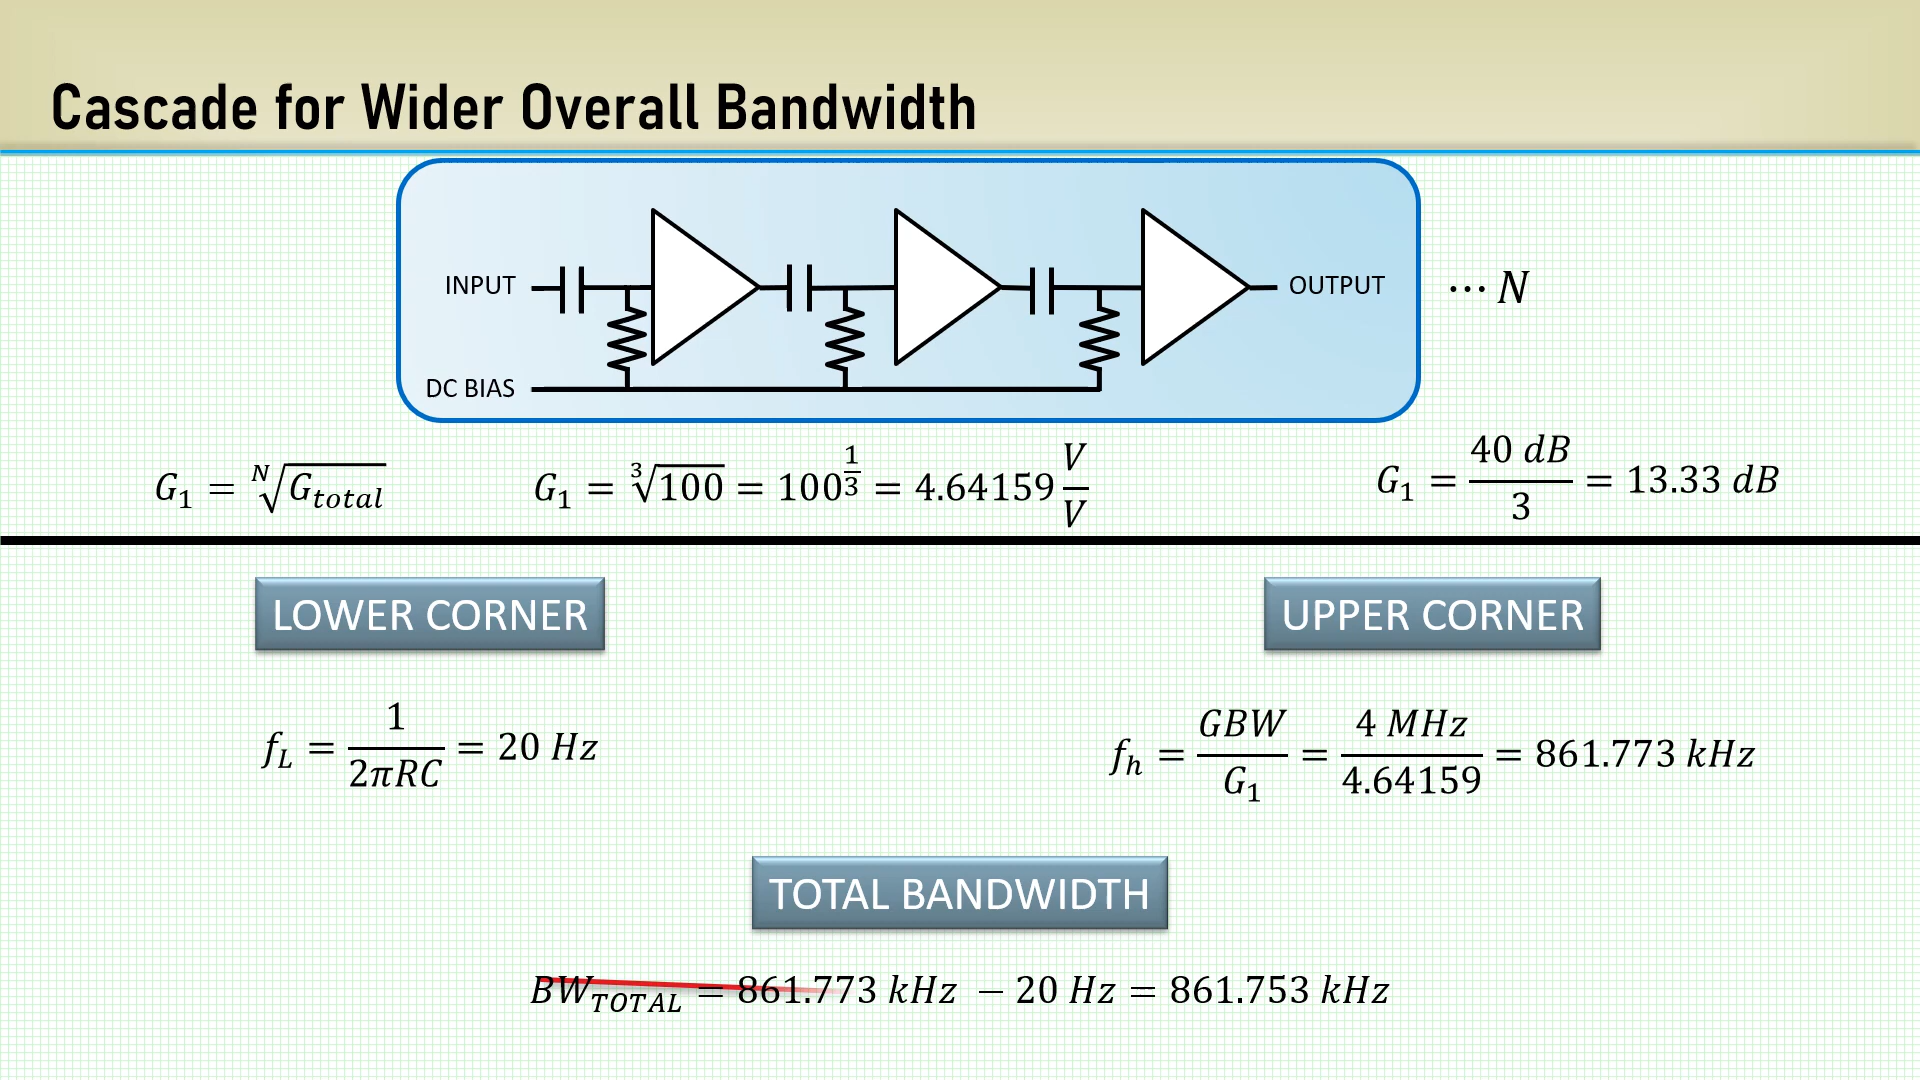 Cascade for Wider Overall Bandwidth
INPUT
OUTPUT
⋯ N
DC BIAS
G₁ = ᴺ√G_total
G₁ = ³√100 = 100^(1/3) = 4.64159 V/V
G₁ = 40 dB / 3 = 13.33 dB
LOWER CORNER
UPPER CORNER
f_L = 1 / 2πRC = 20 Hz
f_h = GBW / G₁ = 4 MHz / 4.64159 = 861.773 kHz
TOTAL BANDWIDTH
BW_TOTAL = 861.773 kHz − 20 Hz = 861.753 kHz